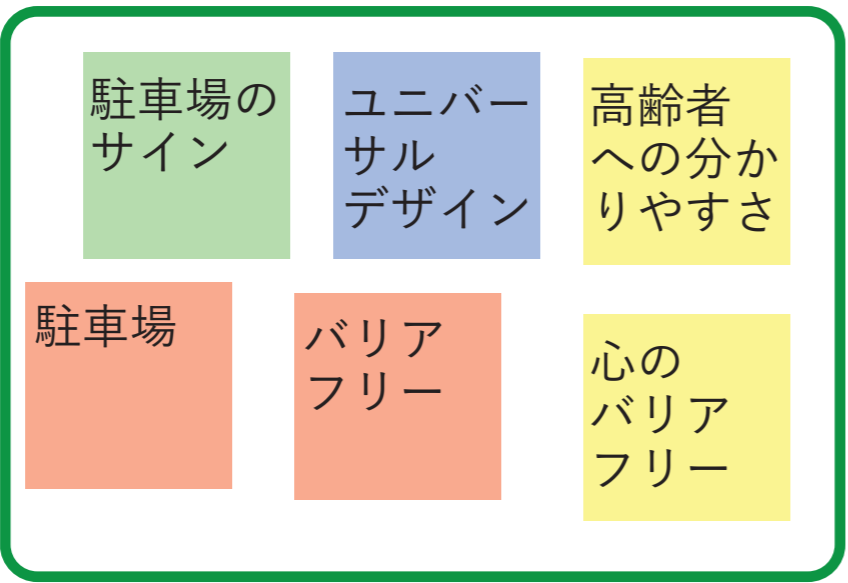 駐車場の
サイン
ユニバー
サル
デザイン
高齢者
への分か
りやすさ
駐車場
バリア
フリー
心の
バリア
フリー